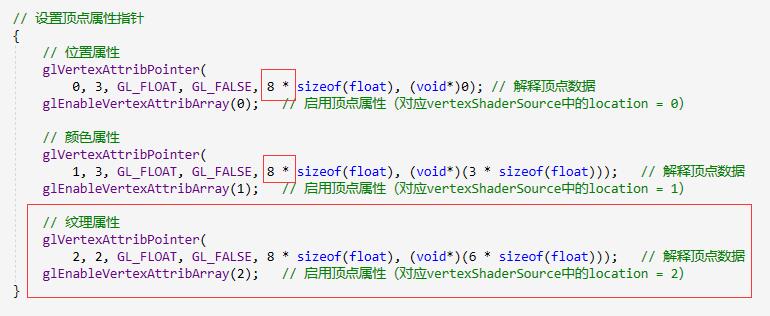 // 设置顶点属性指针
{
// 位置属性
glVertexAttribPointer(
0, 3, GL_FLOAT, GL_FALSE, 8 * sizeof(float), (void*)0); // 解释顶点数据
glEnableVertexAttribArray(0); // 启用顶点属性（对应vertexShaderSource中的location = 0）
// 颜色属性
glVertexAttribPointer(
1, 3, GL_FLOAT, GL_FALSE, 8 * sizeof(float), (void*)(3 * sizeof(float))); // 解释顶点数据
glEnableVertexAttribArray(1); // 启用顶点属性（对应vertexShaderSource中的location = 1）
// 纹理属性
glVertexAttribPointer(
2, 2, GL_FLOAT, GL_FALSE, 8 * sizeof(float), (void*)(6 * sizeof(float))); // 解释顶点数据
glEnableVertexAttribArray(2); // 启用顶点属性（对应vertexShaderSource中的location = 2）
}